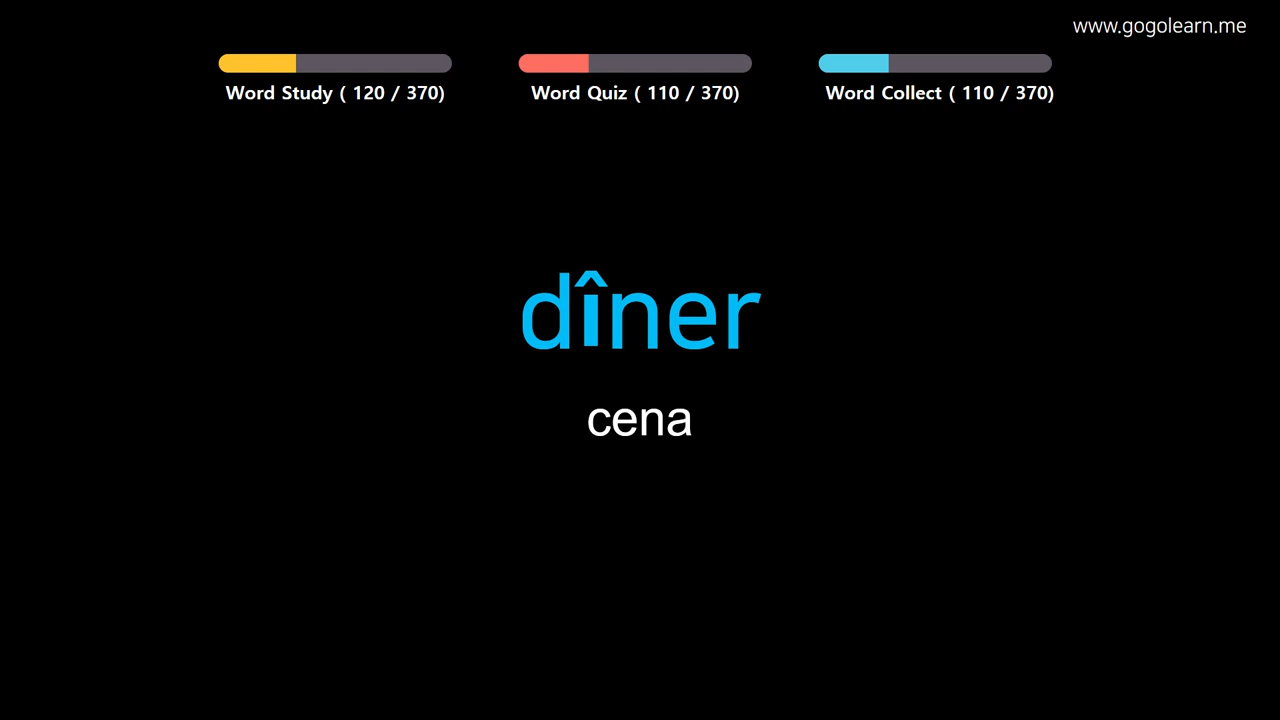 www.gogolearn.me
Word Study ( 120 / 370)
Word Quiz ( 110 / 370)
Word Collect ( 110 / 370)
dîner
cena